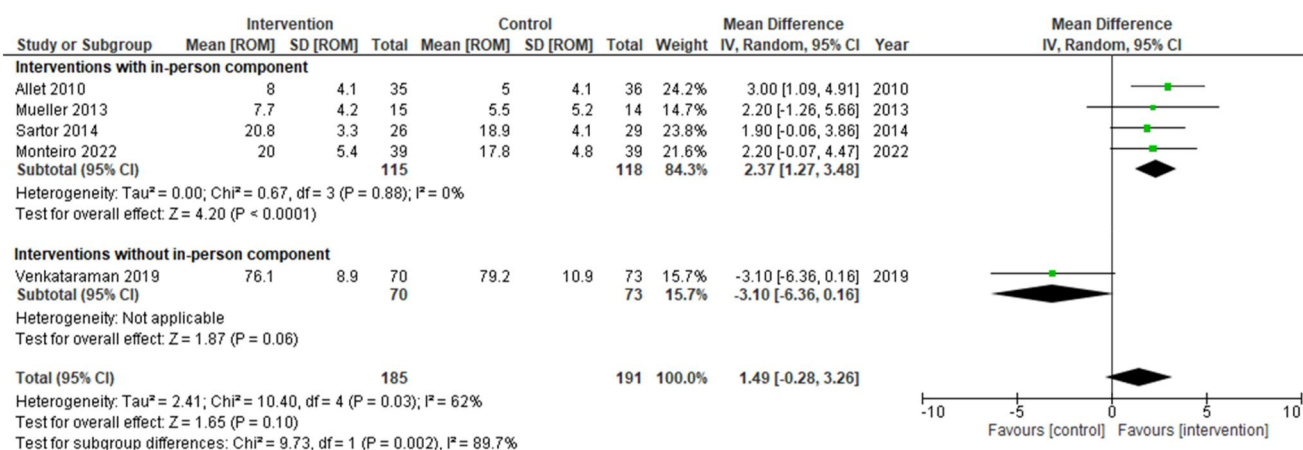 Intervention Control Mean Difference Mean Difference
Study or Subgroup Mean [ROM] SD [ROM] Total Mean [ROM] SD [ROM] Total Weight IV, Random, 95% CI Year IV, Random, 95% CI
Interventions with in-person component
Allet 2010 8 4.1 35 5 4.1 36 24.2% 3.00 [1.09, 4.91] 2010
Mueller 2013 7.7 4.2 15 5.5 5.2 14 14.7% 2.20 [-1.26, 5.66] 2013
Sartor 2014 20.8 3.3 26 18.9 4.1 29 23.8% 1.90 [-0.06, 3.86] 2014
Monteiro 2022 20 5.4 39 17.8 4.8 39 21.6% 2.20 [-0.07, 4.47] 2022
Subtotal (95% CI) 115 118 84.3% 2.37 [1.27, 3.48]
Heterogeneity: Tau² = 0.00; Chi² = 0.67, df = 3 (P = 0.88); I² = 0%
Test for overall effect: Z = 4.20 (P < 0.0001)
Interventions without in-person component
Venkataraman 2019 76.1 8.9 70 79.2 10.9 73 15.7% -3.10 [-6.36, 0.16] 2019
Subtotal (95% CI) 70 73 15.7% -3.10 [-6.36, 0.16]
Heterogeneity: Not applicable
Test for overall effect: Z = 1.87 (P = 0.06)
Total (95% CI) 185 191 100.0% 1.49 [-0.28, 3.26]
Heterogeneity: Tau² = 2.41; Chi² = 10.40, df = 4 (P = 0.03); I² = 62%
Test for overall effect: Z = 1.65 (P = 0.10)
Test for subgroup differences: Chi² = 9.73, df = 1 (P = 0.002), I² = 89.7%
-10 -5 0 5 10
Favours [control] Favours [intervention]